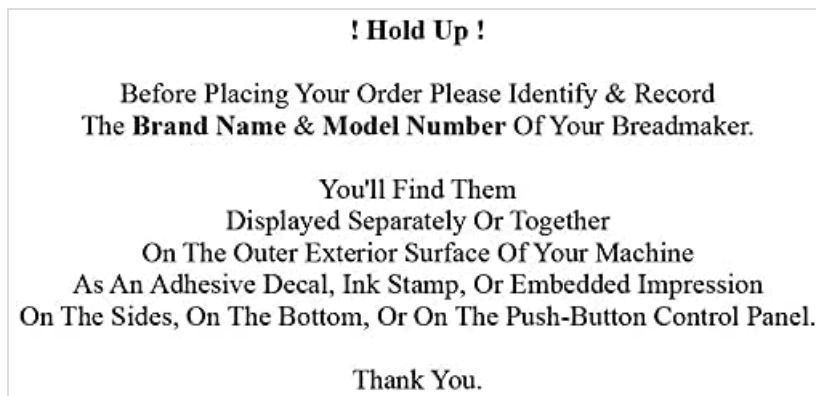 ! Hold Up !
Before Placing Your Order Please Identify & Record
The Brand Name & Model Number Of Your Breadmaker.
You'll Find Them
Displayed Separately Or Together
On The Outer Exterior Surface Of Your Machine
As An Adhesive Decal, Ink Stamp, Or Embedded Impression
On The Sides, On The Bottom, Or On The Push-Button Control Panel.
Thank You.